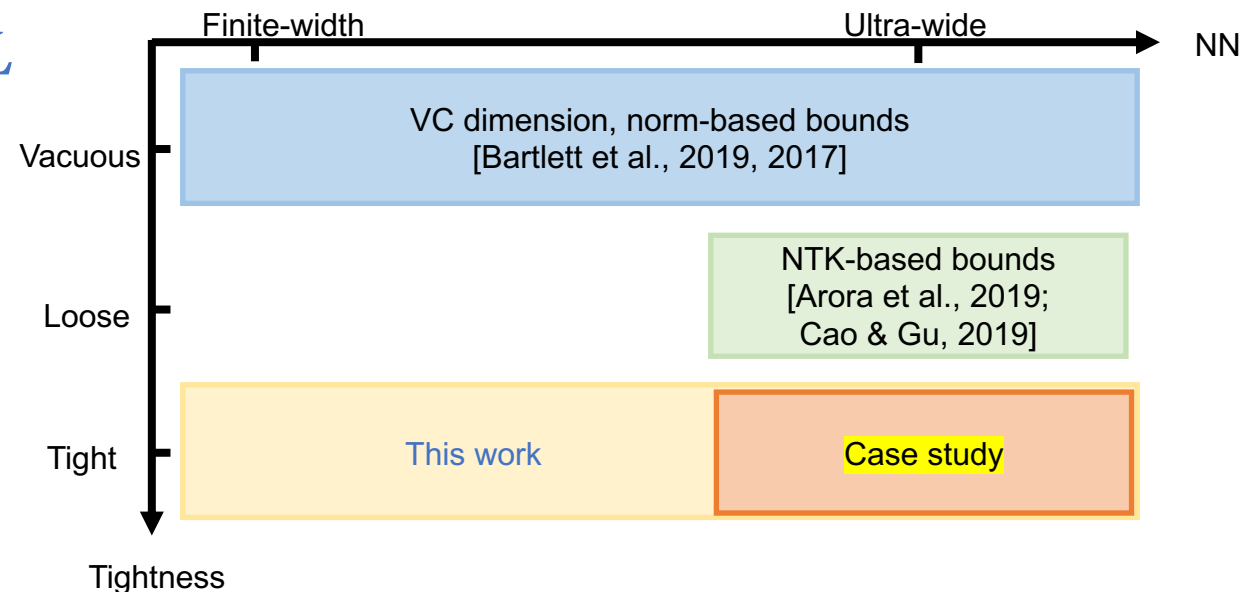 Finite-width
Ultra-wide
NN
L
VC dimension, norm-based bounds
[Bartlett et al., 2019, 2017]
Vacuous
NTK-based bounds
[Arora et al., 2019;
Cao & Gu, 2019]
Loose
This work
Case study
Tight
Tightness